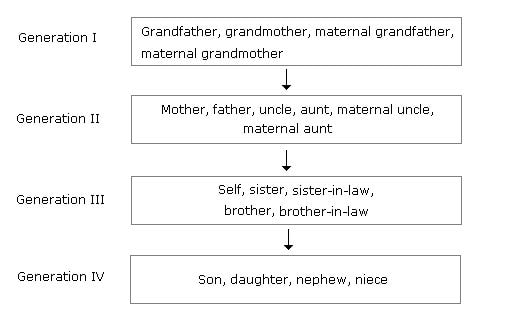 Generation I
Grandfather, grandmother, maternal grandfather,
maternal grandmother
Generation II
Mother, father, uncle, aunt, maternal uncle,
maternal aunt
Generation III
Self, sister, sister-in-law,
brother, brother-in-law
Generation IV
Son, daughter, nephew, niece